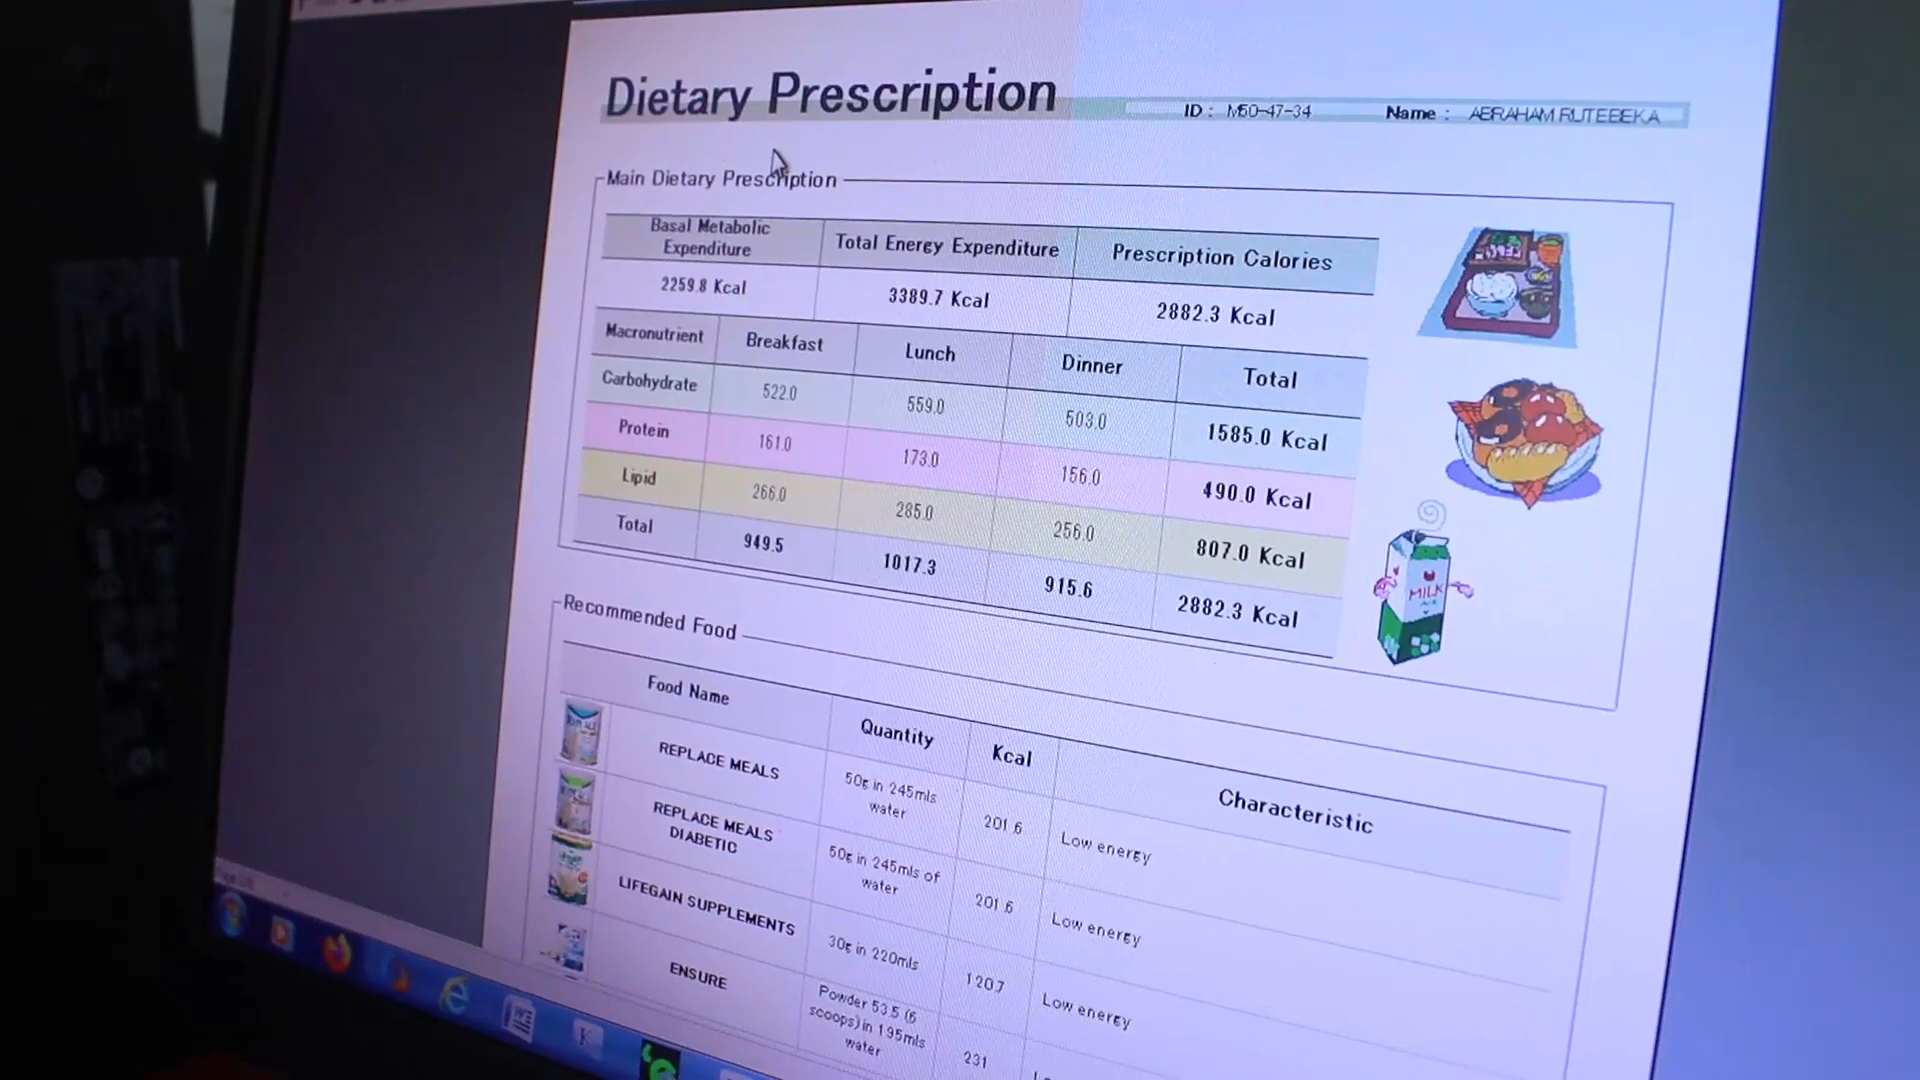 Dietary Prescription
ID : M50-47-34 Name : ABRAHAM RUTEBEKA
Main Dietary Prescription
Basal Metabolic Expenditure Total Energy Expenditure Prescription Calories
2259.8 Kcal 3389.7 Kcal 2882.3 Kcal
Macronutrient Breakfast Lunch Dinner Total
Carbohydrate 522.0 559.0 503.0 1585.0 Kcal
Protein 161.0 173.0 156.0 490.0 Kcal
Lipid 266.0 285.0 256.0 807.0 Kcal
Total 949.5 1017.3 915.6 2882.3 Kcal
MILK
Recommended Food
Food Name Quantity Kcal Characteristic
REPLACE MEALS 50g in 245mls water 201.6 Low energy
REPLACE MEALS DIABETIC 50g in 245mls of water 201.6 Low energy
LIFEGAIN SUPPLEMENTS 30g in 220mls 120.7 Low energy
ENSURE Powder 53.5 (6 scoops) in 195mls water 231